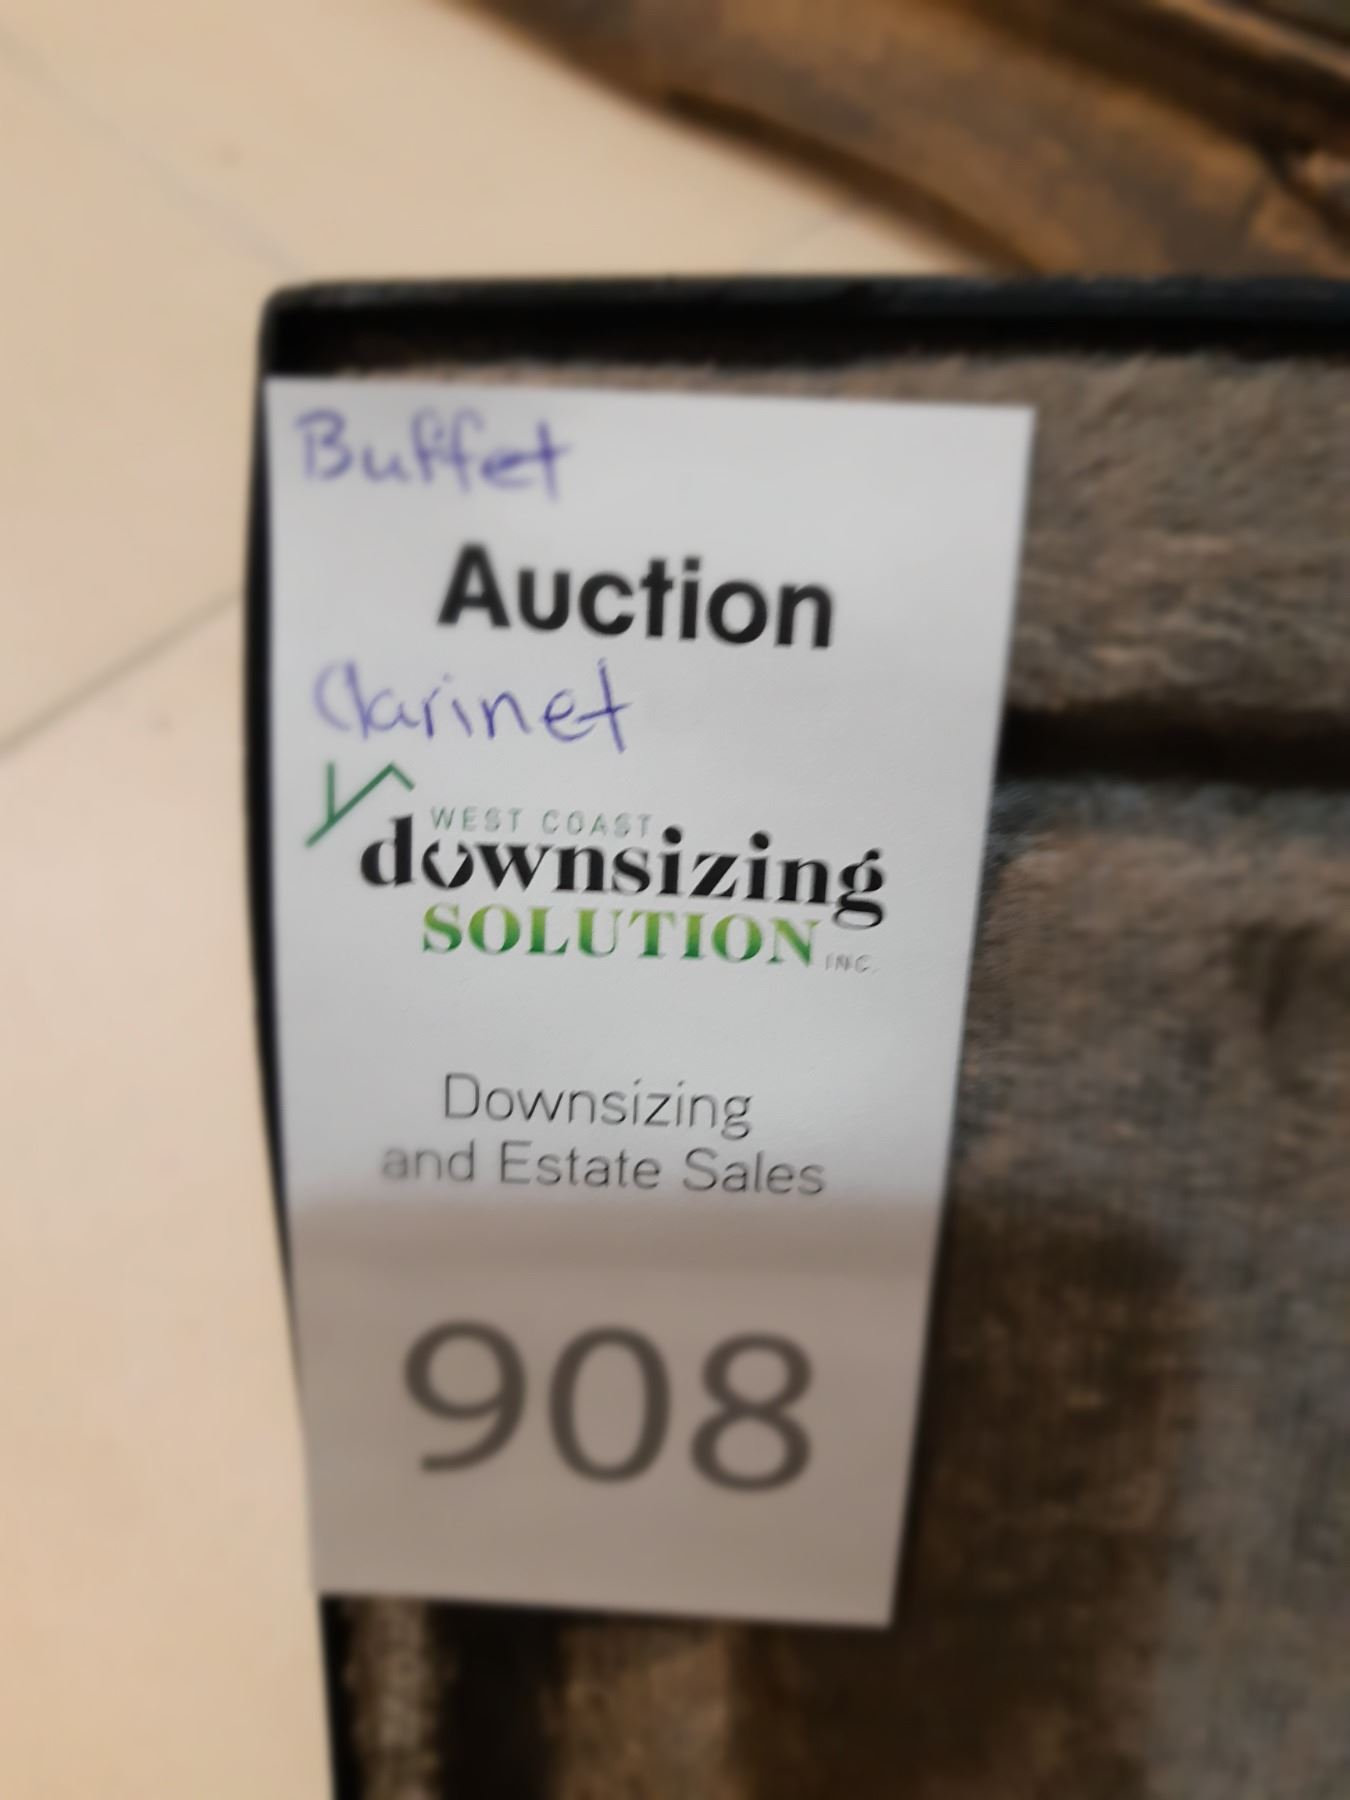 Buffet
Auction
Clarinet
WEST COAST
downsizing
SOLUTION INC.
Downsizing
and Estate Sales
908